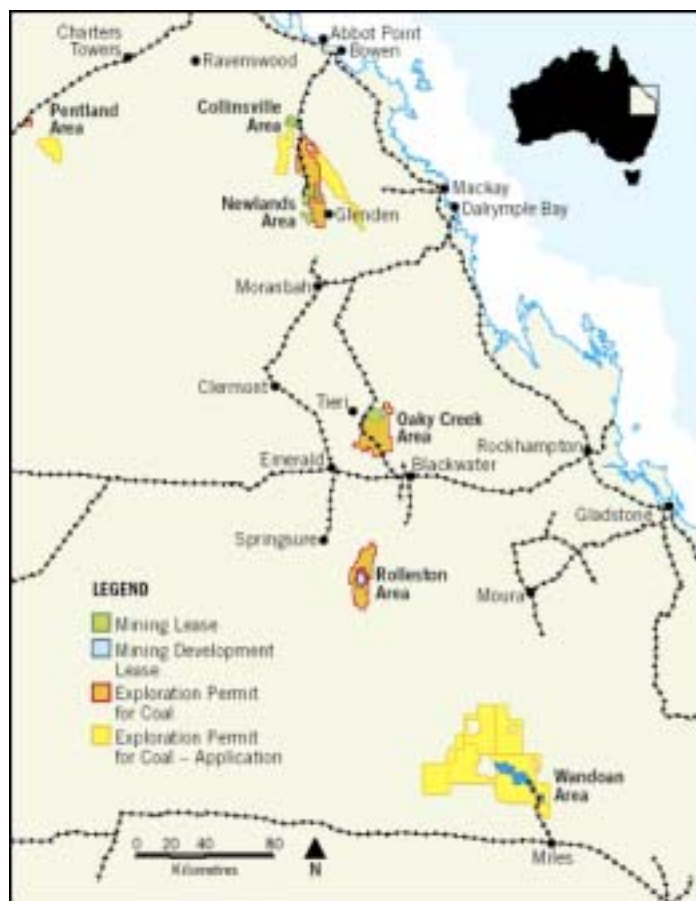 Charters
Towers
Abbot Point
Bowen
Ravenswood
Pentland
Area
Collinsville
Area
Newlands
Area
Glenden
Mackay
Dalrymple Bay
Moranbah
Clermont
Tieri
Oaky Creek
Area
Rockhampton
Emerald
Blackwater
Gladstone
Springsure
Rolleston
Area
Moura
LEGEND
Mining Lease
Mining Development
Lease
Exploration Permit
for Coal
Exploration Permit
for Coal – Application
Wandoan
Area
Miles
0 20 40 80
Kilometres
N